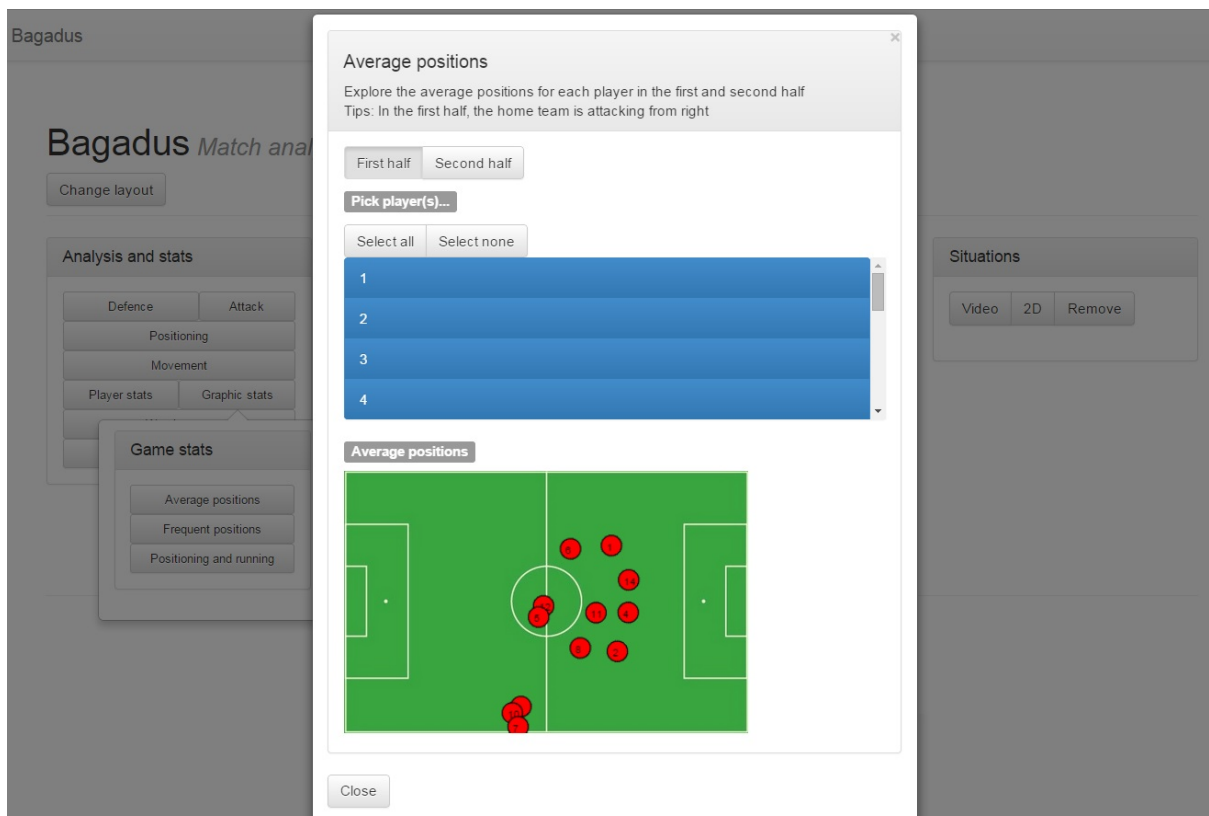 Bagadus
Bagadus Match anal
Change layout
Analysis and stats
Defence Attack
Positioning
Movement
Player stats Graphic stats
Game stats
Average positions
Frequent positions
Positioning and running
×
Average positions
Explore the average positions for each player in the first and second half
Tips: In the first half, the home team is attacking from right
First half Second half
Pick player(s)...
Select all Select none
1
2
3
4
Average positions
1
14
11 4
2
10
Close
Situations
Video 2D Remove